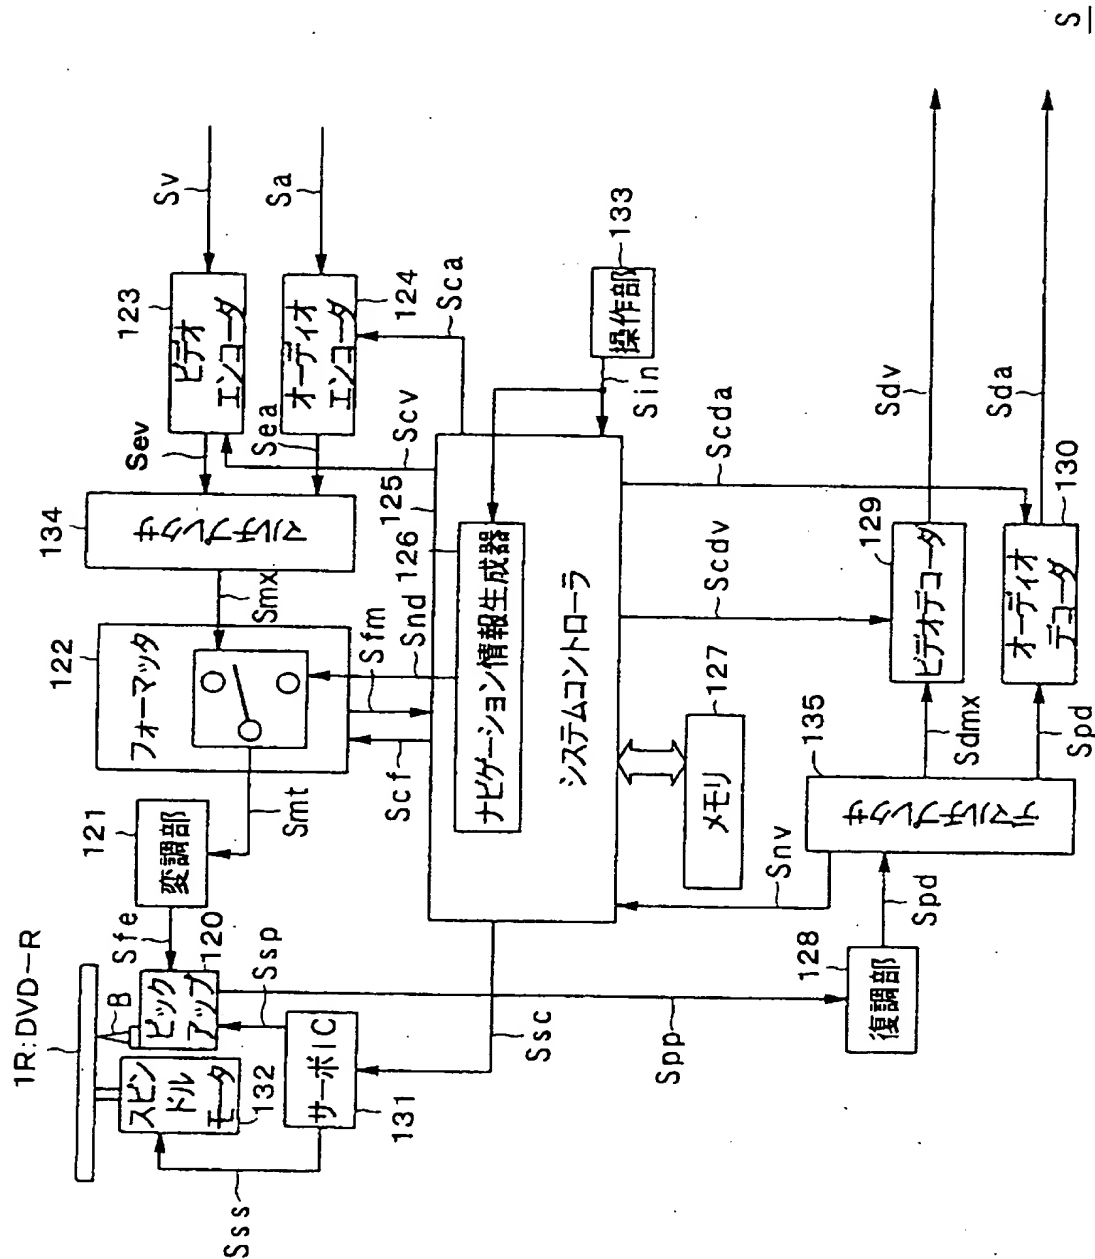 1R:DVD-R
B
スピン
ドル
モータ
132
ピック
アップ
120
Sfe
Ssp
Sss
サーボIC
131
Ssc
Spp
変調部
121
Smt
フォーマッタ
122
Smx
Scf
Sfm
Snd
マルチプレクサ
134
Sev
Sea
ビデオ
エンコータ
123
オーディオ
エンコータ
124
Sv
Sa
Scv
Sca
125
126
ナビゲーション情報生成器
システムコントローラ
操作部
133
Sin
メモリ
127
Snv
復調部
128
Spd
デマルチプレクサ
135
Sdmx
Spd
Scdv
Scda
ビデオデコータ
129
オーディオ
デコータ
130
Sdv
Sda
S